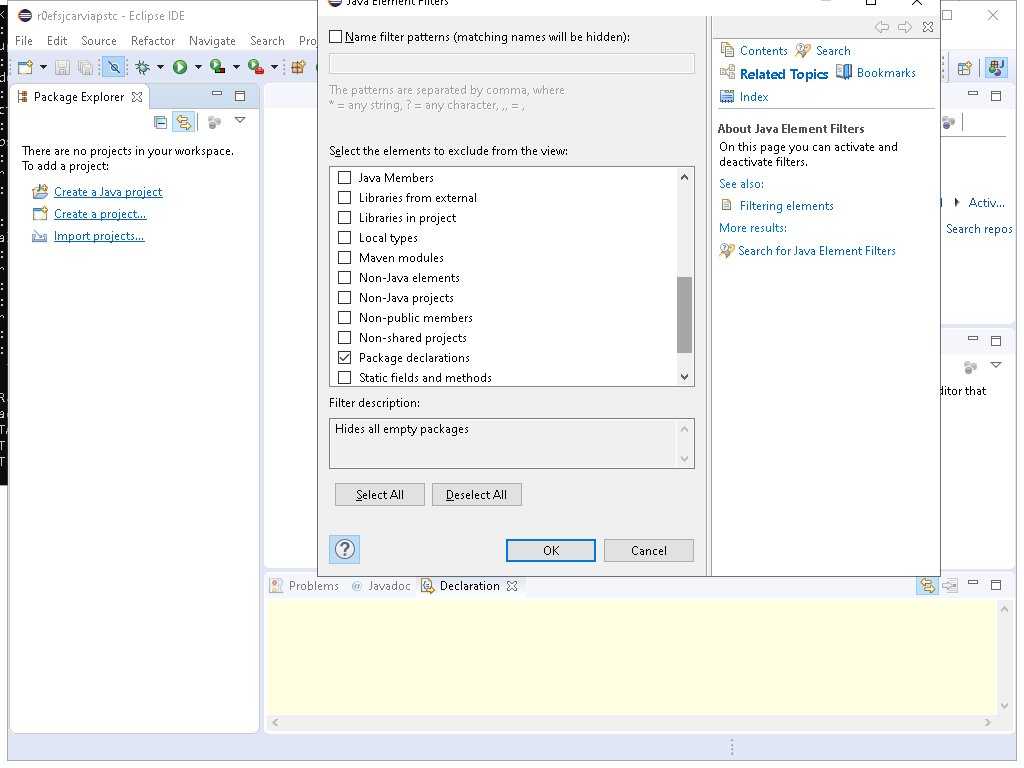 r0efsjcarviapstc - Eclipse IDE
Java Element Filters
File Edit Source Refactor Navigate Search
Package Explorer
There are no projects in your workspace.
To add a project:
Create a Java project
Create a project...
Import projects...
Name filter patterns (matching names will be hidden):
The patterns are separated by comma, where
* = any string, ? = any character, ,, = ,
Select the elements to exclude from the view:
Java Members
Libraries from external
Libraries in project
Local types
Maven modules
Non-Java elements
Non-Java projects
Non-public members
Non-shared projects
Package declarations
Static fields and methods
Filter description:
Hides all empty packages
Select All Deselect All
OK Cancel
Contents Search
Related Topics Bookmarks
Index
About Java Element Filters
On this page you can activate and
deactivate filters.
See also:
Filtering elements
More results:
Search for Java Element Filters
Activ...
Search repos
ditor that
Problems @ Javadoc Declaration